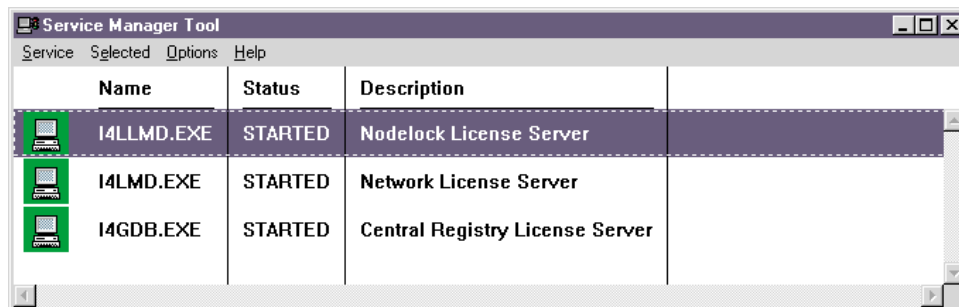 Service Manager Tool
Service Selected Options Help
Name Status Description
I4LLMD.EXE STARTED Nodelock License Server
I4LMD.EXE STARTED Network License Server
I4GDB.EXE STARTED Central Registry License Server